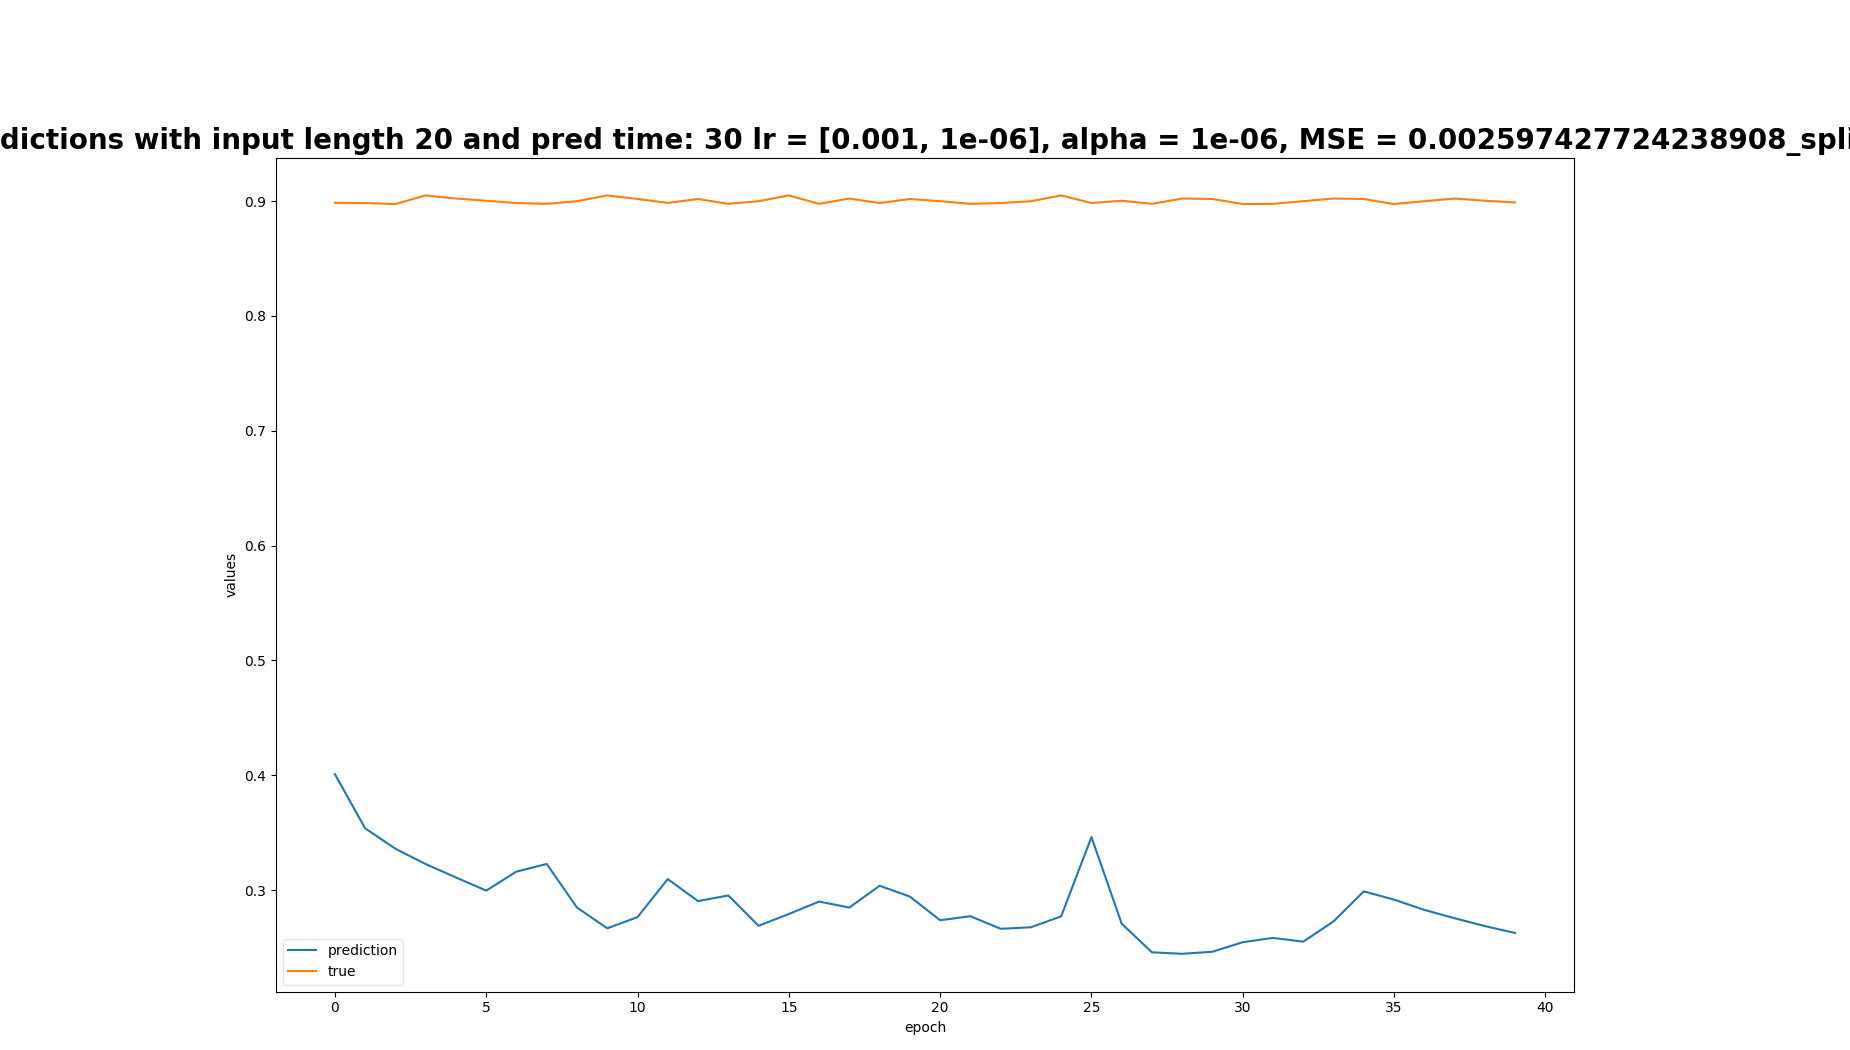 dictions with input length 20 and pred time: 30 lr = [0.001, 1e-06], alpha = 1e-06, MSE = 0.002597427724238908_spli
0.9
0.8
0.7
0.6
0.5
0.4
0.3
values
prediction
true
0 5 10 15 20 25 30 35 40
epoch